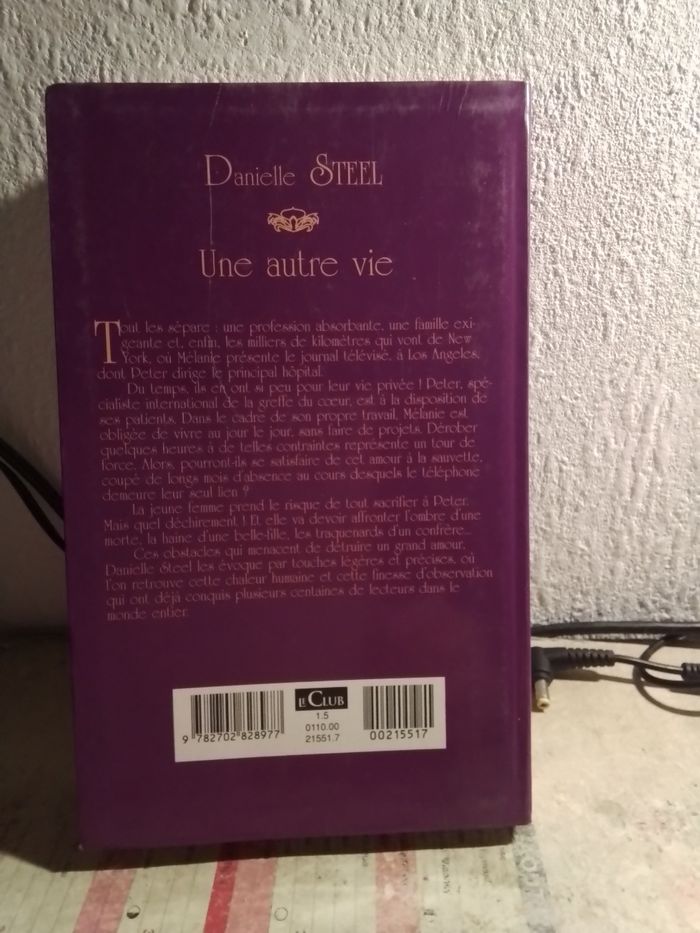 Danielle STEEL
Une autre vie
Tout les sépare : une profession absorbante, une famille exi-
geante et, enfin, les milliers de kilomètres qui vont de New
York, où Mélanie présente le journal télévisé, à Los Angeles,
dont Peter dirige le principal hôpital.
Du temps, ils en ont si peu pour leur vie privée ! Peter, spé-
cialiste international de la greffe du cœur, est à la disposition de
ses patients. Dans le cadre de son propre travail, Mélanie est
obligée de vivre au jour le jour, sans faire de projets. Dérober
quelques heures à de telles contraintes représente un tour de
force. Alors, pourront-ils se satisfaire de cet amour à la sauvette,
coupé de longs mois d'absence au cours desquels le téléphone
demeure leur seul lien ?
La jeune femme prend le risque de tout sacrifier à Peter.
Mais quel déchirement ! Et elle va devoir affronter l'ombre d'une
morte, la haine d'une belle-fille, les traquenards d'un confrère...
Ces obstacles qui menacent de détruire un grand amour,
Danielle Steel les évoque par touches légères et précises, où
l'on retrouve cette chaleur humaine et cette finesse d'observation
qui ont déjà conquis plusieurs centaines de lecteurs dans le
monde entier.
LE CLUB
1.5
0110.00
21551.7
9 782702 828977
00215517